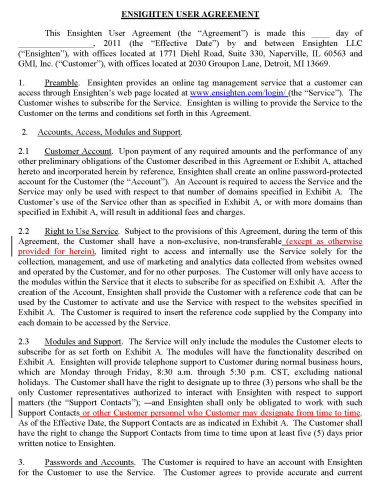 ENSIGHTEN USER AGREEMENT
This Ensighten User Agreement (the “Agreement”) is made this ____ day of
_________________, 2011 (the “Effective Date”) by and between Ensighten LLC
(“Ensighten”), with offices located at 1771 Diehl Road, Suite 330, Naperville, IL 60563 and
GMI, Inc. (“Customer”), with offices located at 2030 Groupon Lane, Detroit, MI 13669.
1. Preamble. Ensighten provides an online tag management service that a customer can
access through Ensighten’s web page located at www.ensighten.com/login/ (the “Service”). The
Customer wishes to subscribe for the Service. Ensighten is willing to provide the Service to the
Customer on the terms and conditions set forth in this Agreement.
2. Accounts, Access, Modules and Support.
2.1 Customer Account. Upon payment of any required amounts and the performance of any
other preliminary obligations of the Customer described in this Agreement or Exhibit A, attached
hereto and incorporated herein by reference, Ensighten shall create an online password-protected
account for the Customer (the “Account”). An Account is required to access the Service and the
Service may only be used with respect to that number of domains specified in Exhibit A. The
Customer’s use of the Service other than as specified in Exhibit A, or with more domains than
specified in Exhibit A, will result in additional fees and charges.
2.2 Right to Use Service. Subject to the provisions of this Agreement, during the term of this
Agreement, the Customer shall have a non-exclusive, non-transferable (except as otherwise
provided for herein), limited right to access and internally use the Service solely for the
collection, management, and use of marketing and analytics data collected from websites owned
and operated by the Customer, and for no other purposes. The Customer will only have access to
the modules within the Service that it elects to subscribe for as specified on Exhibit A. After the
creation of the Account, Ensighten shall provide the Customer with a reference code that can be
used by the Customer to activate and use the Service with respect to the websites specified in
Exhibit A. The Customer is required to insert the reference code supplied by the Company into
each domain to be accessed by the Service.
2.3 Modules and Support. The Service will only include the modules the Customer elects to
subscribe for as set forth on Exhibit A. The modules will have the functionality described on
Exhibit A. Ensighten will provide telephone support to Customer during normal business hours,
which are Monday through Friday, 8:30 a.m. through 5:30 p.m. CST, excluding national
holidays. The Customer shall have the right to designate up to three (3) persons who shall be the
only Customer representatives authorized to interact with Ensighten with respect to support
matters (the “Support Contacts”); —and Ensighten shall only be obligated to work with such
Support Contacts or other Customer personnel who Customer may designate from time to time.
As of the Effective Date, the Support Contacts are as indicated in Exhibit A. The Customer shall
have the right to change the Support Contacts from time to time upon at least five (5) days prior
written notice to Ensighten.
3. Passwords and Accounts. The Customer is required to have an account with Ensighten
for the Customer to use the Service. The Customer agrees to provide accurate and current